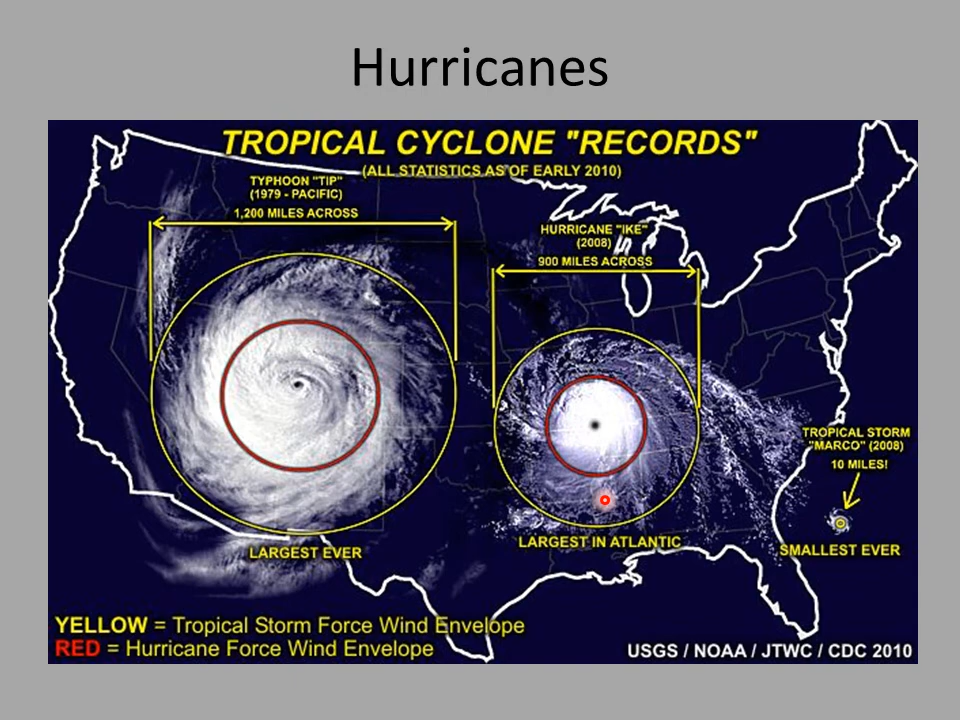 Hurricanes
TROPICAL CYCLONE "RECORDS"
(ALL STATISTICS AS OF EARLY 2010)
TYPHOON "TIP"
(1979 - PACIFIC)
1,200 MILES ACROSS
HURRICANE "IKE"
(2008)
900 MILES ACROSS
TROPICAL STORM
"MARCO" (2008)
10 MILES!
LARGEST EVER
LARGEST IN ATLANTIC
SMALLEST EVER
YELLOW = Tropical Storm Force Wind Envelope
RED = Hurricane Force Wind Envelope
USGS / NOAA / JTWC / CDC 2010